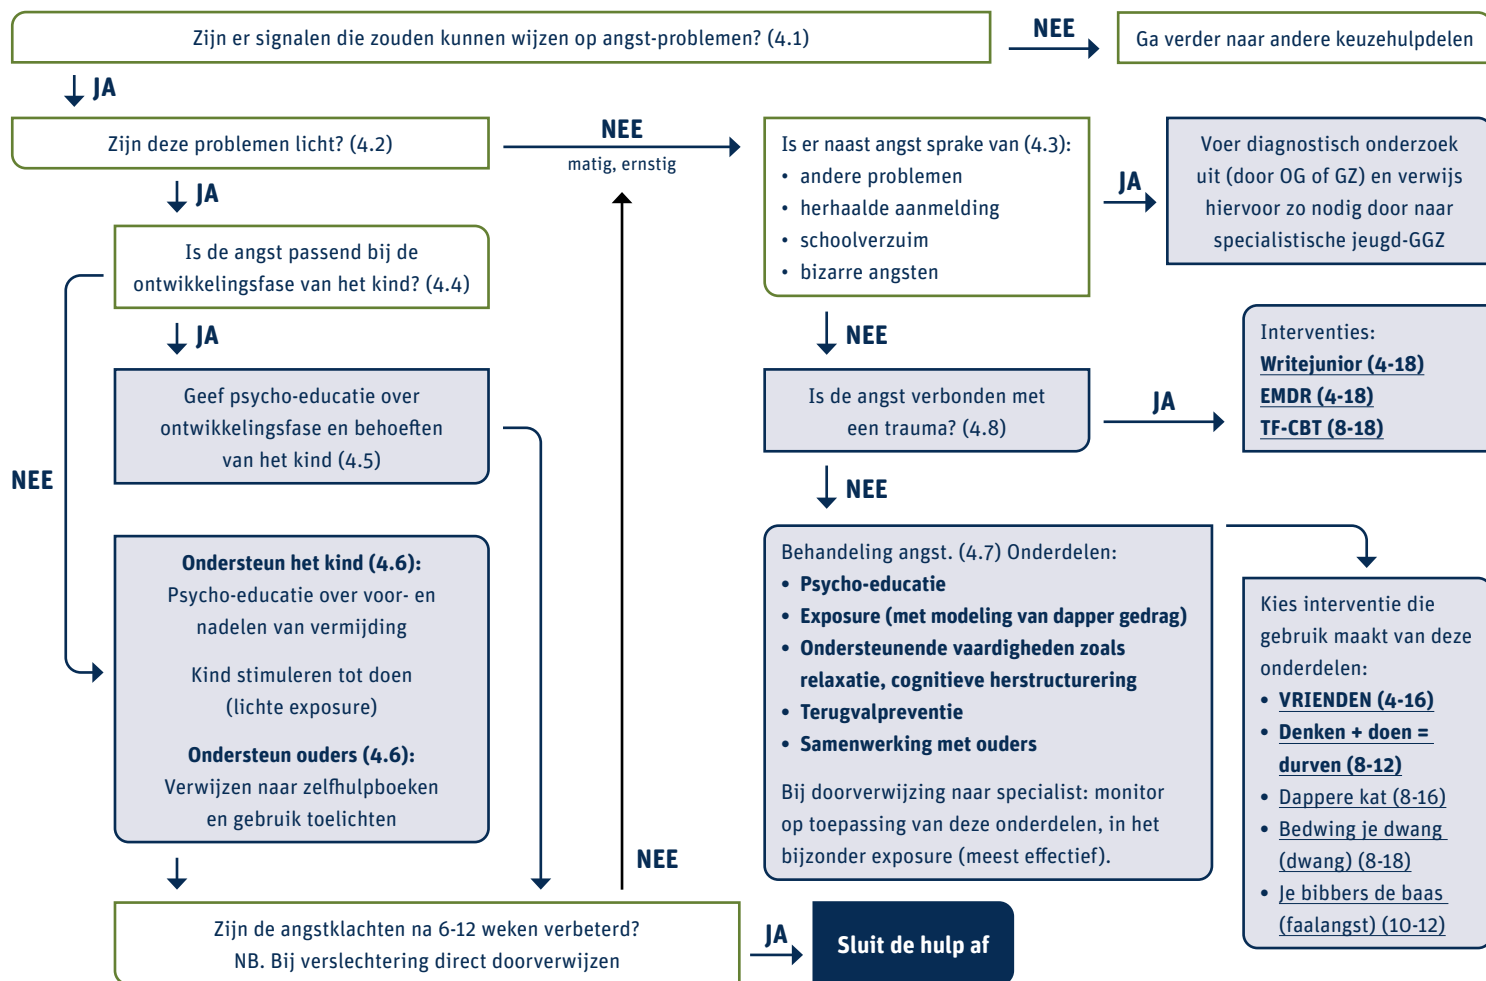 Zijn er signalen die zouden kunnen wijzen op angst-problemen? (4.1)
NEE
Ga verder naar andere keuzehulpdelen
JA
Zijn deze problemen licht? (4.2)
NEE
matig, ernstig
Is er naast angst sprake van (4.3):
• andere problemen
• herhaalde aanmelding
• schoolverzuim
• bizarre angsten
JA
Voer diagnostisch onderzoek
uit (door OG of GZ) en verwijs
hiervoor zo nodig door naar
specialistische jeugd-GGZ
JA
Is de angst passend bij de
ontwikkelingsfase van het kind? (4.4)
JA
NEE
Geef psycho-educatie over
ontwikkelingsfase en behoeften
van het kind (4.5)
NEE
Is de angst verbonden met
een trauma? (4.8)
JA
Interventies:
Writejunior (4-18)
EMDR (4-18)
TF-CBT (8-18)
NEE
Ondersteun het kind (4.6):
Psycho-educatie over voor- en
nadelen van vermijding
Kind stimuleren tot doen
(lichte exposure)
Ondersteun ouders (4.6):
Verwijzen naar zelfhulpboeken
en gebruik toelichten
Behandeling angst. (4.7) Onderdelen:
• Psycho-educatie
• Exposure (met modeling van dapper gedrag)
• Ondersteunende vaardigheden zoals
relaxatie, cognitieve herstructurering
• Terugvalpreventie
• Samenwerking met ouders
Bij doorverwijzing naar specialist: monitor
op toepassing van deze onderdelen, in het
bijzonder exposure (meest effectief).
Kies interventie die
gebruik maakt van deze
onderdelen:
• VRIENDEN (4-16)
• Denken + doen =
durven (8-12)
• Dappere kat (8-16)
• Bedwing je dwang
(dwang) (8-18)
• Je bibbers de baas
(faalangst) (10-12)
NEE
Zijn de angstklachten na 6-12 weken verbeterd?
NB. Bij verslechtering direct doorverwijzen
JA
Sluit de hulp af